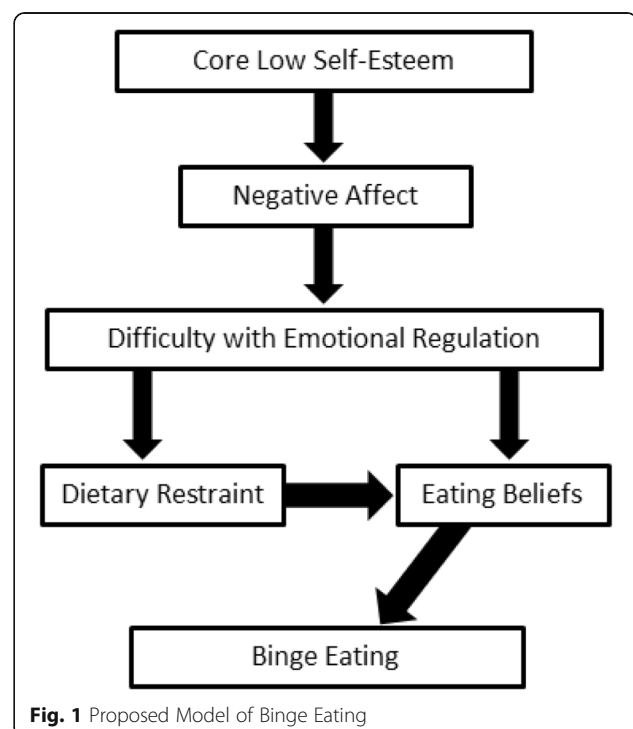 Core Low Self-Esteem
Negative Affect
Difficulty with Emotional Regulation
Dietary Restraint
Eating Beliefs
Binge Eating
Fig. 1 Proposed Model of Binge Eating